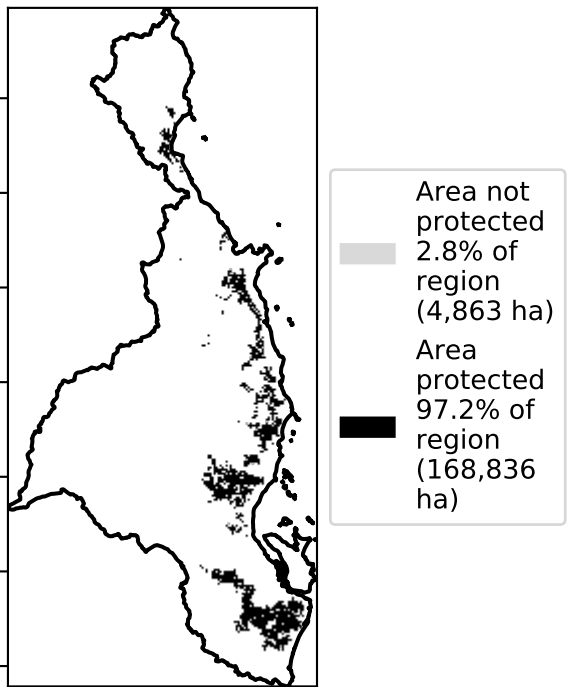 Area not
protected
2.8% of
region
(4,863 ha)
Area
protected
97.2% of
region
(168,836
ha)